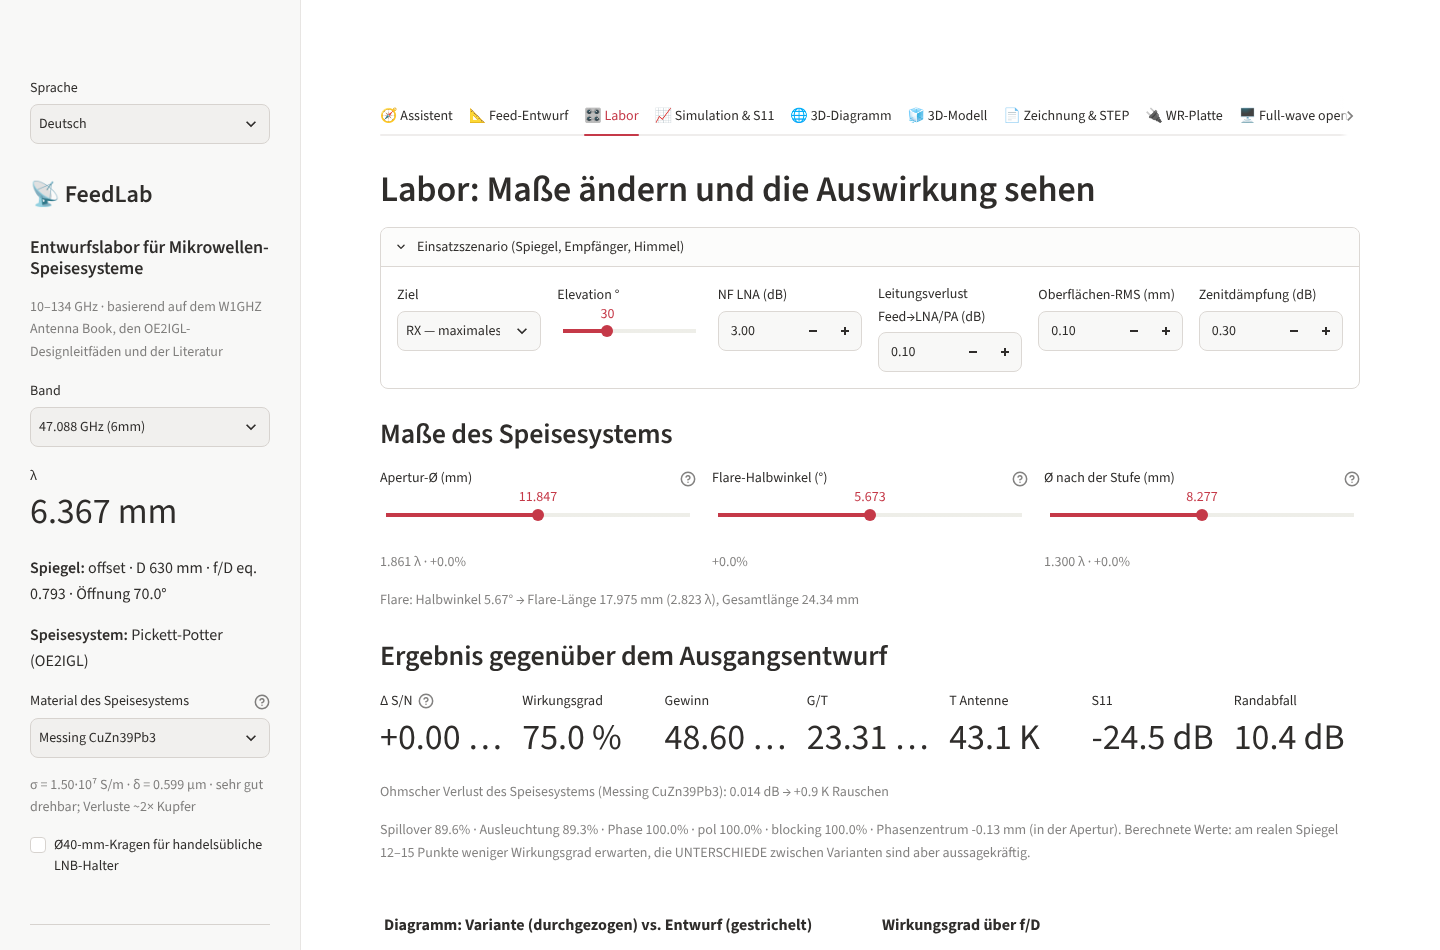 Sprache
Deutsch
📡 FeedLab
Entwurfslabor für Mikrowellen-
Speisesysteme
10–134 GHz · basierend auf dem W1GHZ
Antenna Book, den OE2IGL-
Designleitfäden und der Literatur
Band
47.088 GHz (6mm)
λ
6.367 mm
Spiegel: offset · D 630 mm · f/D eq.
0.793 · Öffnung 70.0°
Speisesystem: Pickett-Potter
(OE2IGL)
Material des Speisesystems
Messing CuZn39Pb3
σ = 1.50·10⁷ S/m · δ = 0.599 µm · sehr gut
drehbar; Verluste ~2× Kupfer
Ø40-mm-Kragen für handelsübliche
LNB-Halter
🧭 Assistent 📐 Feed-Entwurf 🎛️ Labor 📈 Simulation & S11 🌐 3D-Diagramm 🧊 3D-Modell 📄 Zeichnung & STEP 🔌 WR-Platte 🖥️ Full-wave oper
Labor: Maße ändern und die Auswirkung sehen
Einsatzszenario (Spiegel, Empfänger, Himmel)
Ziel
RX — maximales
Elevation °
30
NF LNA (dB)
3.00
Leitungsverlust
Feed→LNA/PA (dB)
0.10
Oberflächen-RMS (mm)
0.10
Zenitdämpfung (dB)
0.30
Maße des Speisesystems
Apertur-Ø (mm)
11.847
1.861 λ · +0.0%
Flare-Halbwinkel (°)
5.673
+0.0%
Ø nach der Stufe (mm)
8.277
1.300 λ · +0.0%
Flare: Halbwinkel 5.67° → Flare-Länge 17.975 mm (2.823 λ), Gesamtlänge 24.34 mm
Ergebnis gegenüber dem Ausgangsentwurf
Δ S/N
+0.00 …
Wirkungsgrad
75.0 %
Gewinn
48.60 …
G/T
23.31 …
T Antenne
43.1 K
S11
-24.5 dB
Randabfall
10.4 dB
Ohmscher Verlust des Speisesystems (Messing CuZn39Pb3): 0.014 dB → +0.9 K Rauschen
Spillover 89.6% · Ausleuchtung 89.3% · Phase 100.0% · pol 100.0% · blocking 100.0% · Phasenzentrum -0.13 mm (in der Apertur). Berechnete Werte: am realen Spiegel
12–15 Punkte weniger Wirkungsgrad erwarten, die UNTERSCHIEDE zwischen Varianten sind aber aussagekräftig.
Diagramm: Variante (durchgezogen) vs. Entwurf (gestrichelt)
Wirkungsgrad über f/D